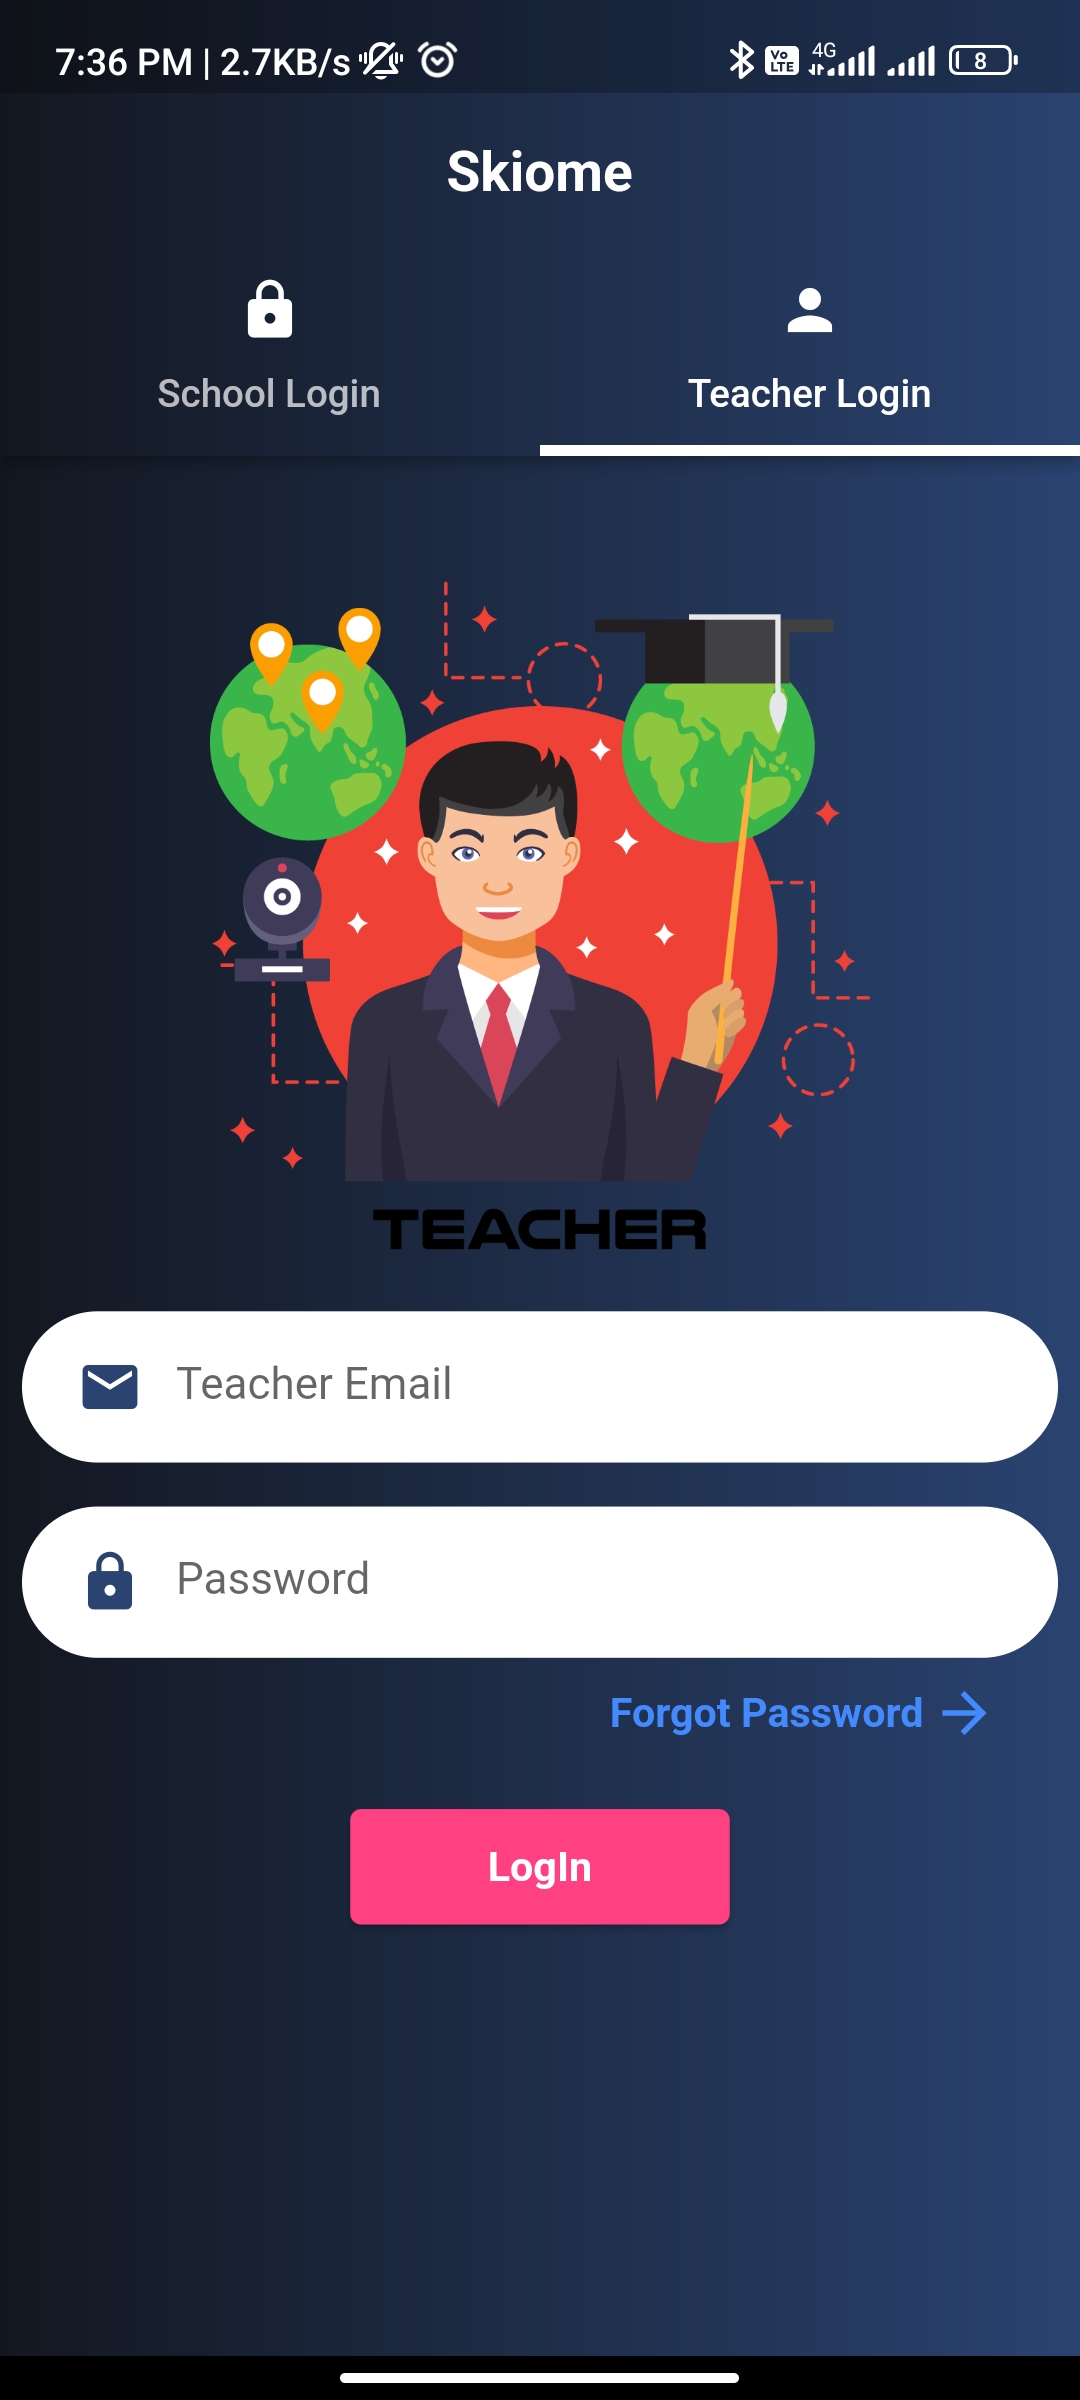 7:36 PM | 2.7KB/s Vo LTE 4G 8
Skiome
School Login
Teacher Login
TEACHER
Teacher Email
Password
Forgot Password
LogIn